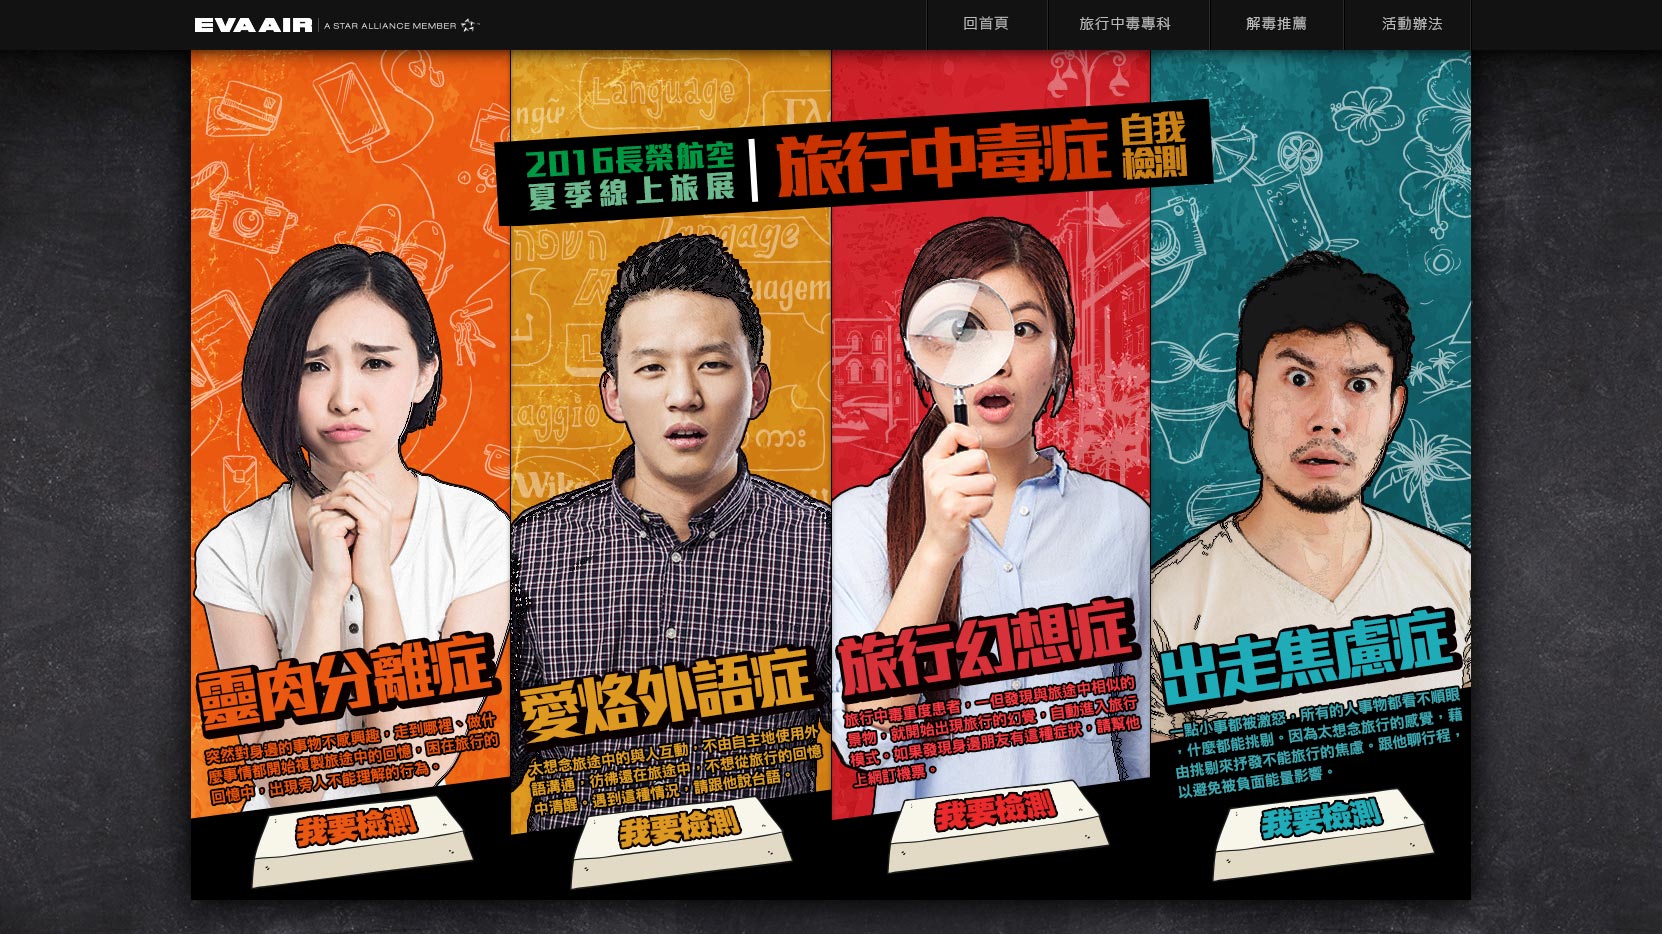 EVA AIR A STAR ALLIANCE MEMBER
回首頁
旅行中毒專科
解毒推薦
活動辦法
Language
2016長榮航空
夏季線上旅展
旅行中毒症
自我
檢測
靈肉分離症
突然對身邊的事物不感興趣，走到哪裡、做什
麼事情都開始複製旅途中的回憶，困在旅行的
回憶中，出現旁人不能理解的行為。
我要檢測
愛烙外語症
太想念旅途中的與人互動，不由自主地使用外
語溝通，彷彿還在旅途中，不想從旅行的回憶
中清醒。遇到這種情況，請跟他說台語。
我要檢測
旅行幻想症
旅行中毒重度患者，一但發現與旅途中相似的
景物，就開始出現旅行的幻覺，自動進入旅行
模式。如果發現身邊朋友有這種症狀，請幫他
上網訂機票。
我要檢測
出走焦慮症
一點小事都被激怒，所有的人事物都看不順眼
，什麼都能挑剔。因為太想念旅行的感覺，藉
由挑剔來抒發不能旅行的焦慮。跟他聊行程，
以避免被負面能量影響。
我要檢測